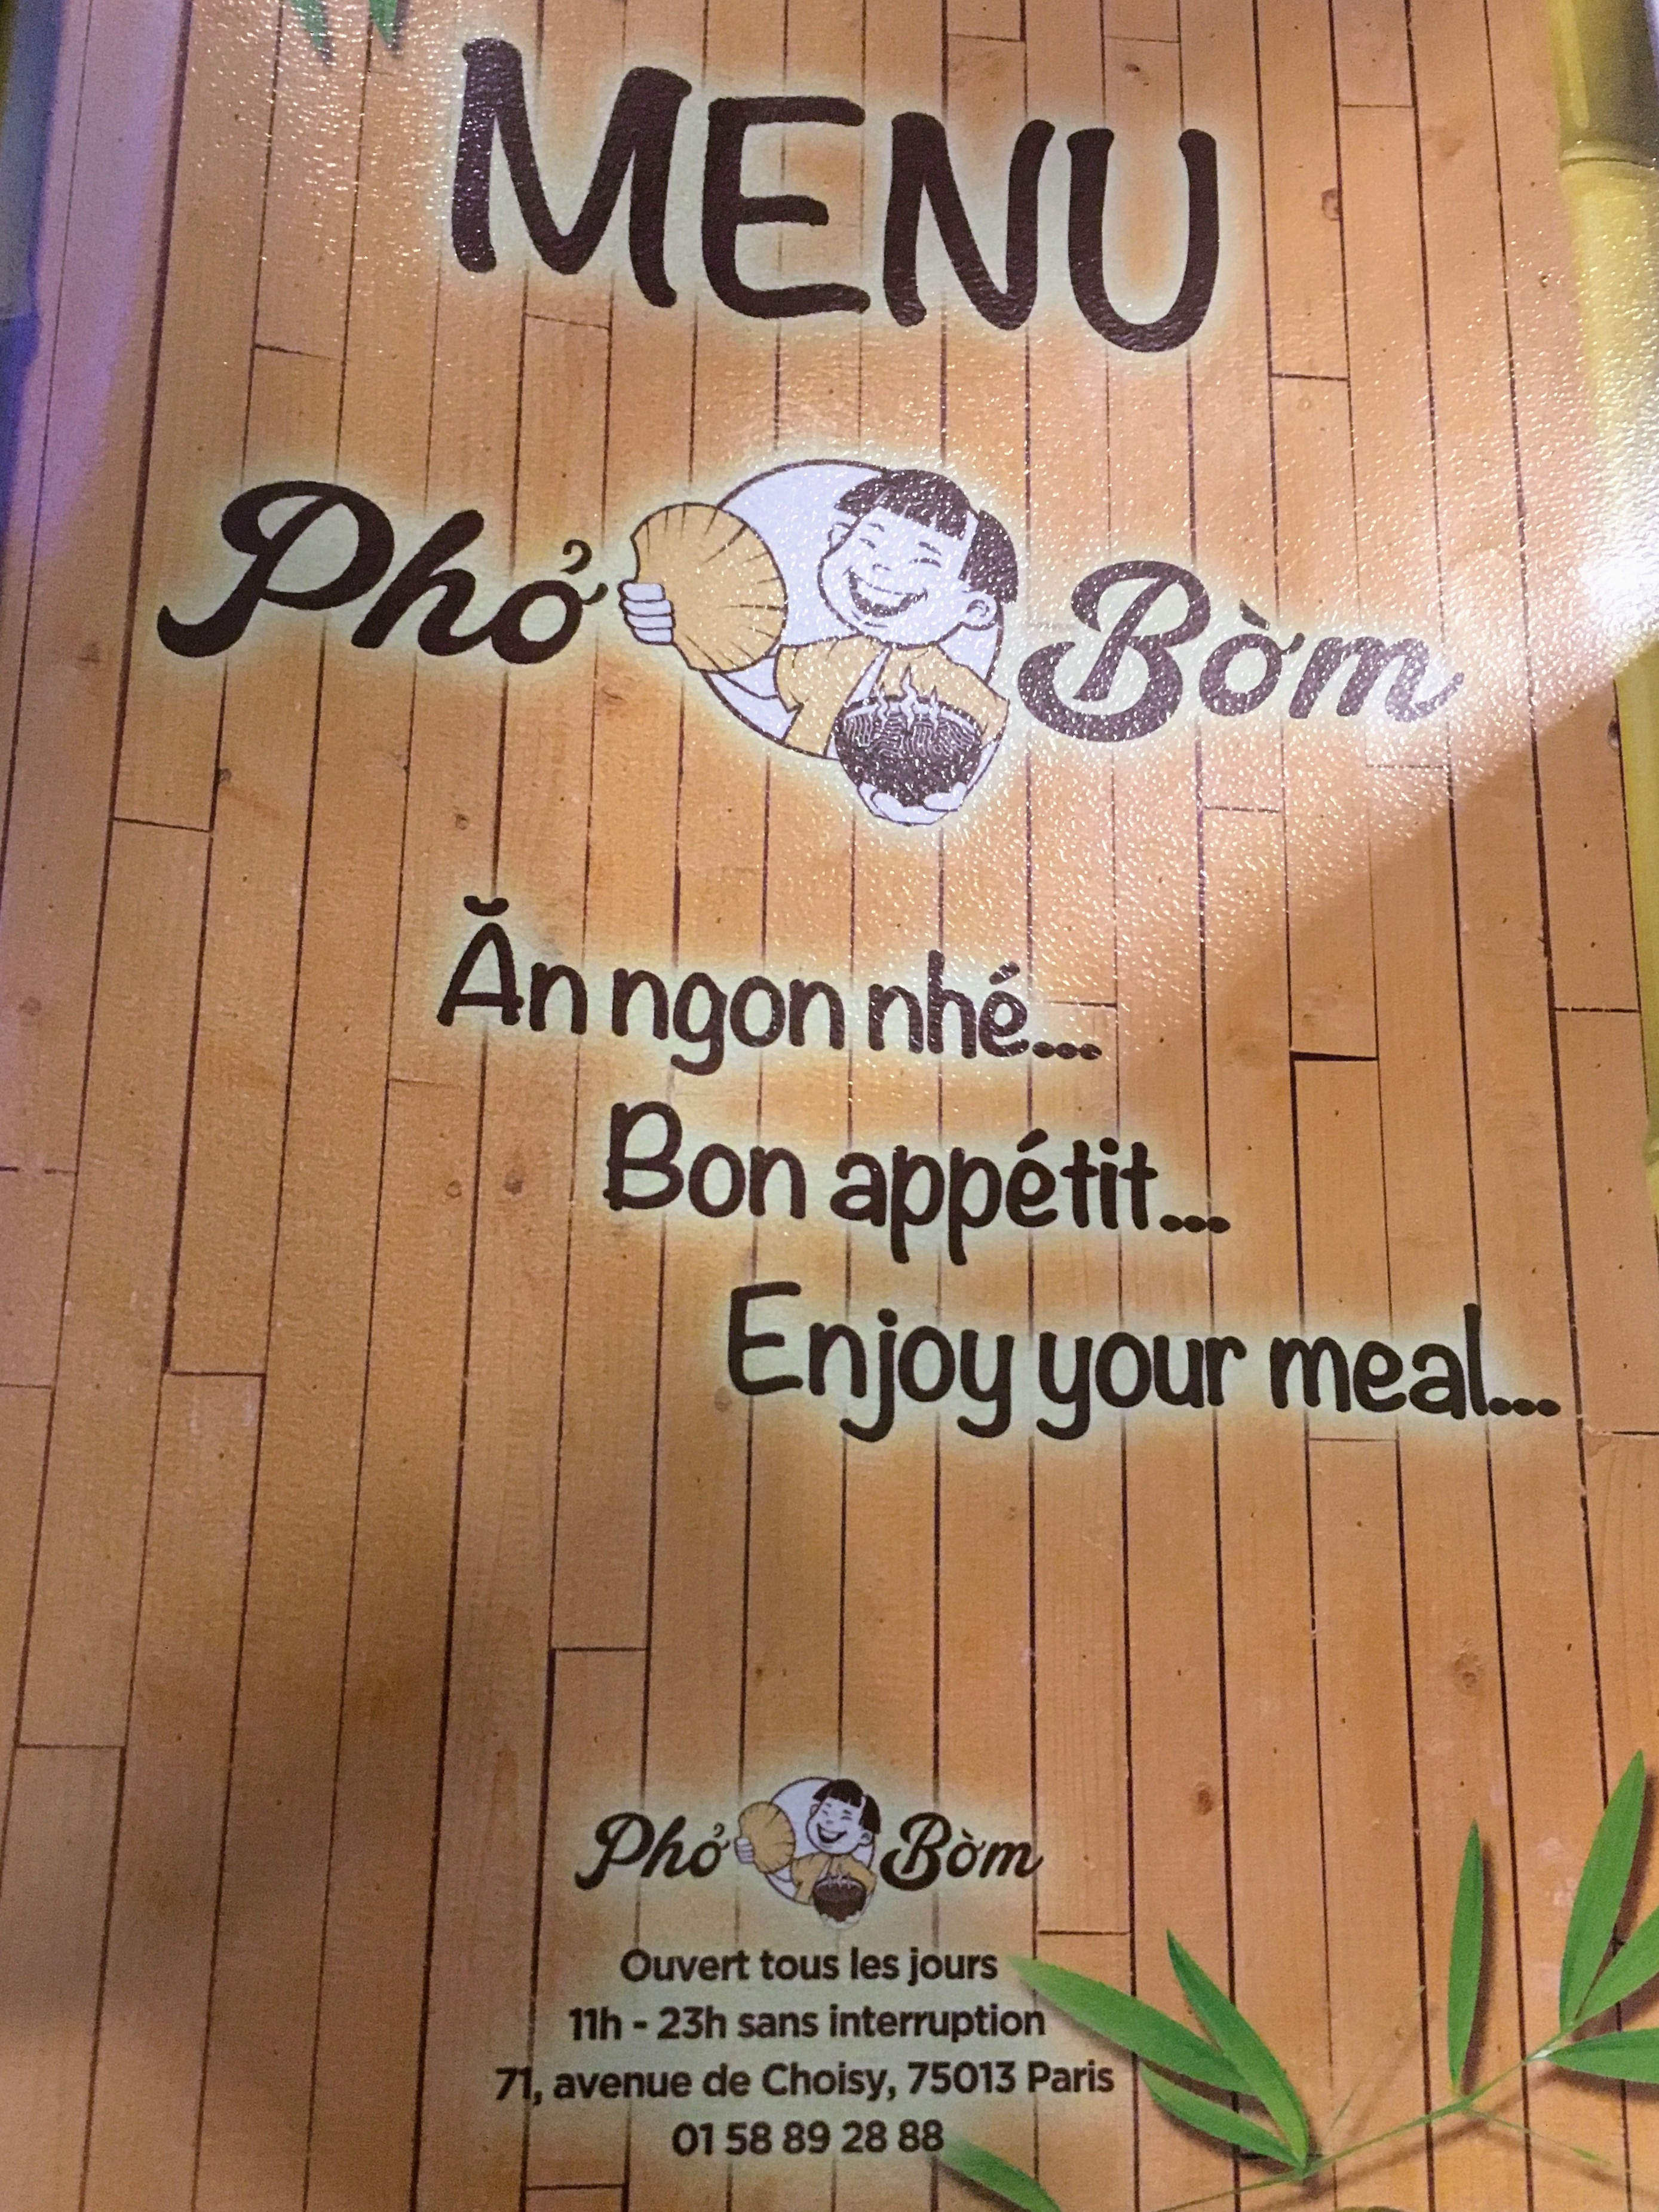 MENU
Phở Bờm
Ăn ngon nhé...
Bon appétit...
Enjoy your meal...
Phở Bờm
Ouvert tous les jours
11h - 23h sans interruption
71, avenue de Choisy, 75013 Paris
01 58 89 28 88